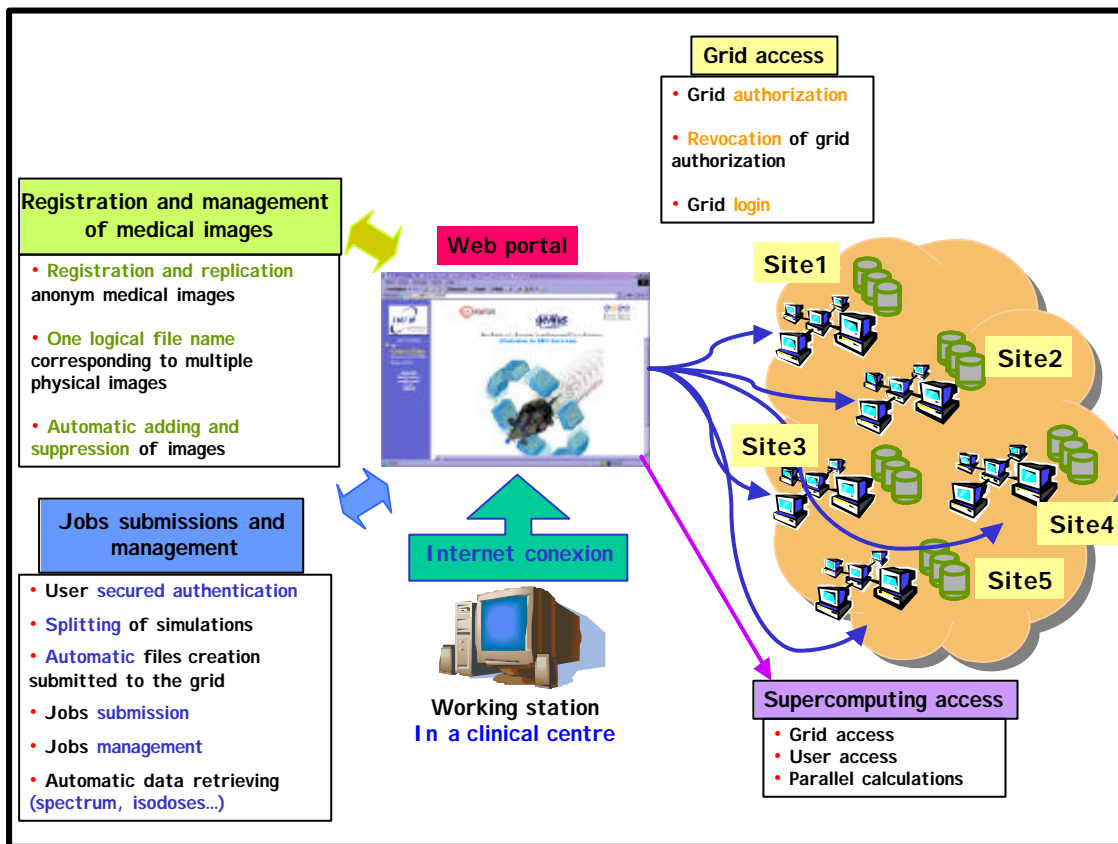 Grid access
• Grid authorization
• Revocation of grid
authorization
• Grid login
Registration and management
of medical images
• Registration and replication
anonym medical images
• One logical file name
corresponding to multiple
physical images
• Automatic adding and
suppression of images
Web portal
Site1
Site2
Site3
Site4
Site5
Jobs submissions and
management
• User secured authentication
• Splitting of simulations
• Automatic files creation
submitted to the grid
• Jobs submission
• Jobs management
• Automatic data retrieving
(spectrum, isodoses…)
Internet conexion
Working station
In a clinical centre
Supercomputing access
• Grid access
• User access
• Parallel calculations